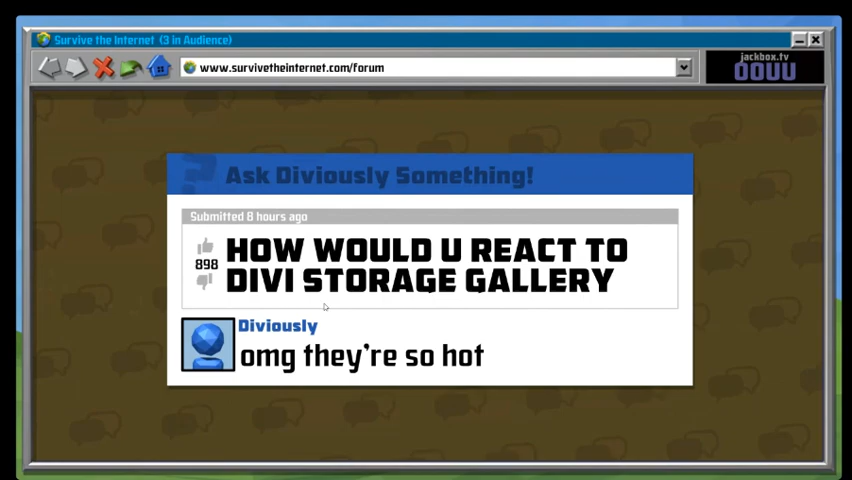 Survive the Internet (3 in Audience)
www.survivetheinternet.com/forum
jackbox.tv
OOUU
Ask Diviously Something!
Submitted 8 hours ago
898
HOW WOULD U REACT TO
DIVI STORAGE GALLERY
Diviously
omg they're so hot